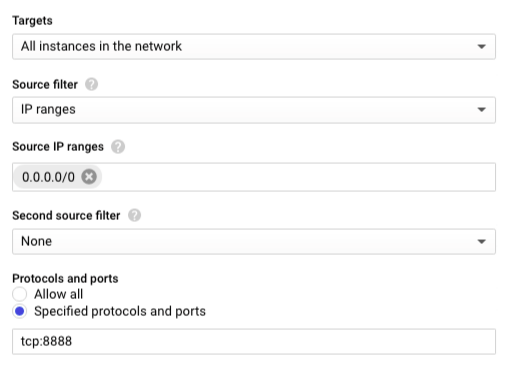 Targets
All instances in the network
Source filter
IP ranges
Source IP ranges
0.0.0.0/0
Second source filter
None
Protocols and ports
Allow all
Specified protocols and ports
tcp:8888